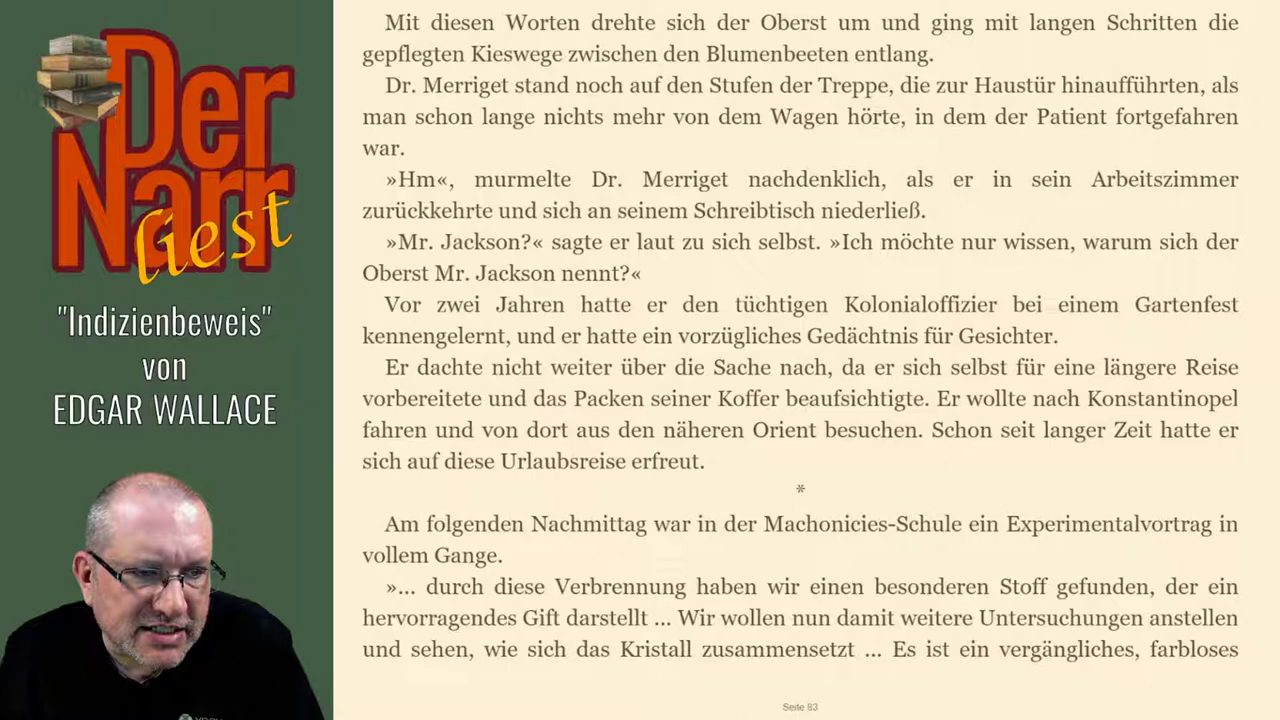 Der
Narr
liest
"Indizienbeweis"
von
EDGAR WALLACE
Mit diesen Worten drehte sich der Oberst um und ging mit langen Schritten die
gepflegten Kieswege zwischen den Blumenbeeten entlang.
Dr. Merriget stand noch auf den Stufen der Treppe, die zur Haustür hinaufführten, als
man schon lange nichts mehr von dem Wagen hörte, in dem der Patient fortgefahren
war.
»Hm«, murmelte Dr. Merriget nachdenklich, als er in sein Arbeitszimmer
zurückkehrte und sich an seinem Schreibtisch niederließ.
»Mr. Jackson?« sagte er laut zu sich selbst. »Ich möchte nur wissen, warum sich der
Oberst Mr. Jackson nennt?«
Vor zwei Jahren hatte er den tüchtigen Kolonialoffizier bei einem Gartenfest
kennengelernt, und er hatte ein vorzügliches Gedächtnis für Gesichter.
Er dachte nicht weiter über die Sache nach, da er sich selbst für eine längere Reise
vorbereitete und das Packen seiner Koffer beaufsichtigte. Er wollte nach Konstantinopel
fahren und von dort aus den näheren Orient besuchen. Schon seit langer Zeit hatte er
sich auf diese Urlaubsreise erfreut.
*
Am folgenden Nachmittag war in der Machonicies-Schule ein Experimentalvortrag in
vollem Gange.
»... durch diese Verbrennung haben wir einen besonderen Stoff gefunden, der ein
hervorragendes Gift darstellt ... Wir wollen nun damit weitere Untersuchungen anstellen
und sehen, wie sich das Kristall zusammensetzt ... Es ist ein vergängliches, farbloses
Seite 83